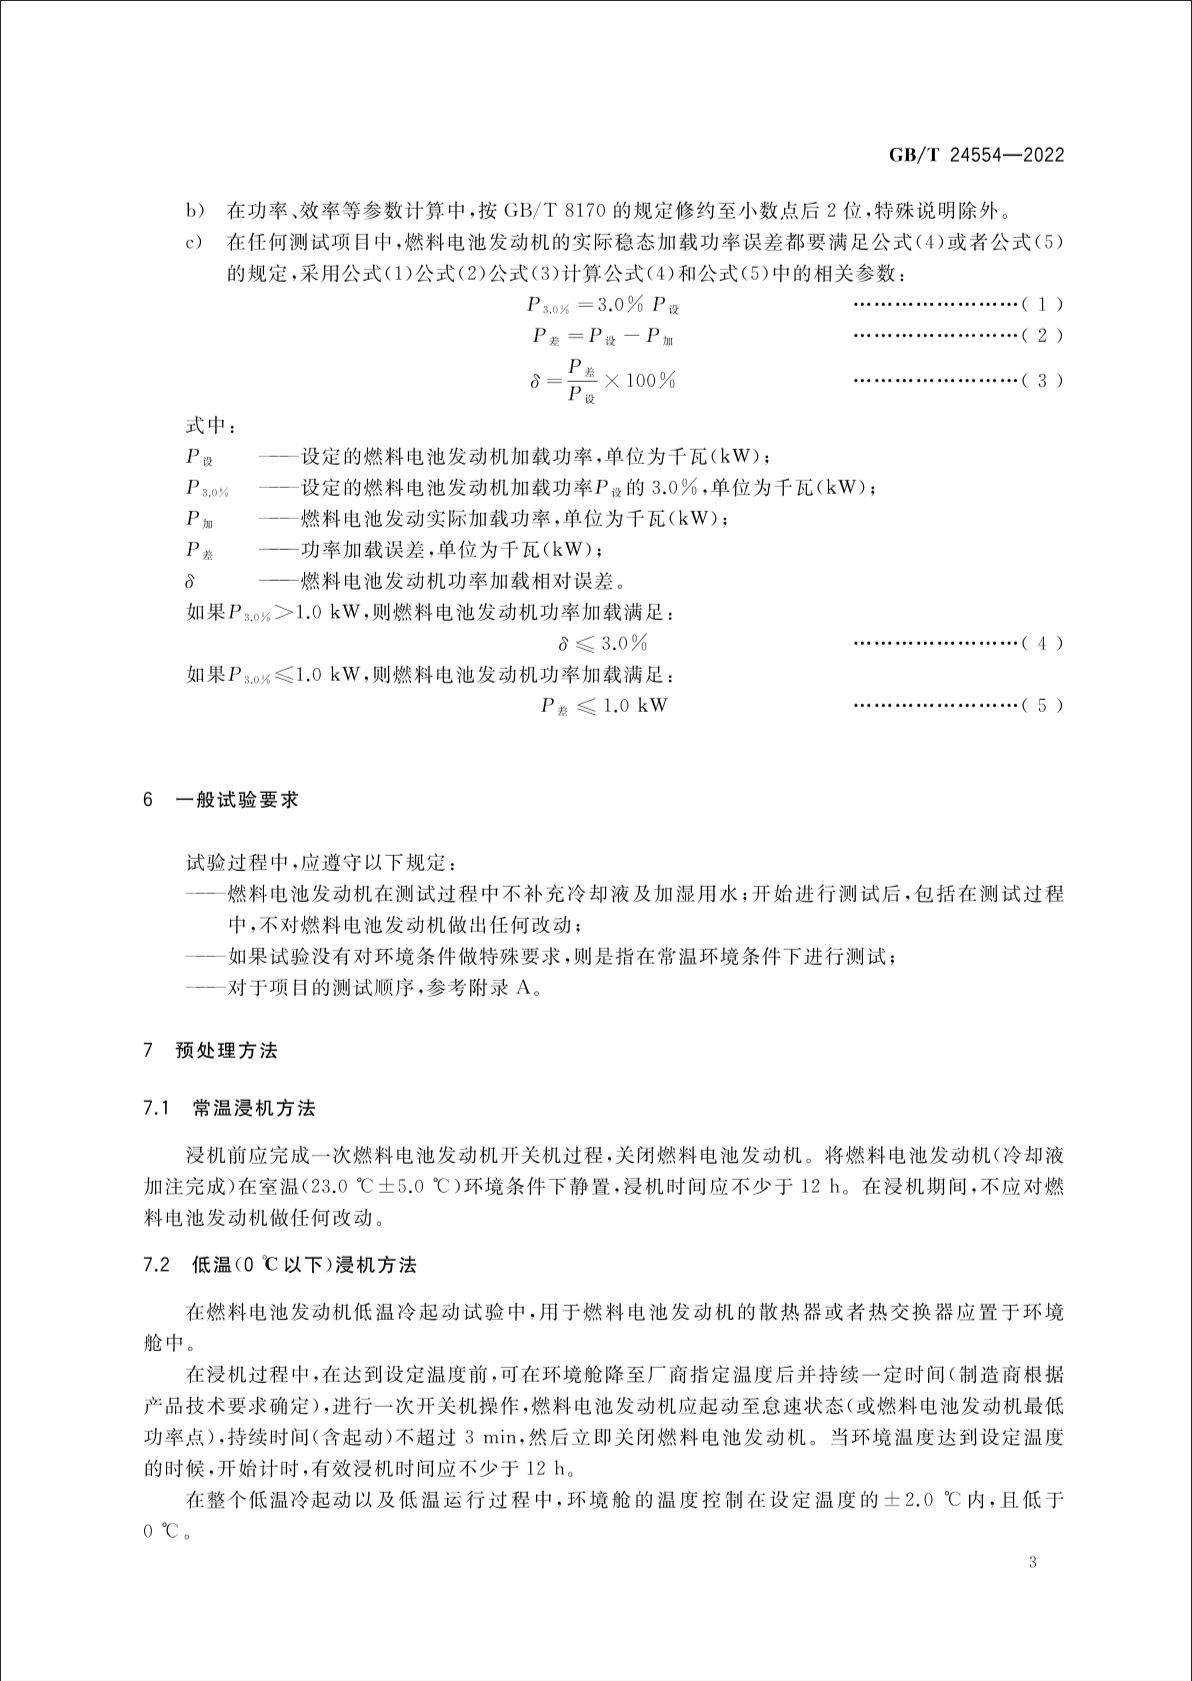 GB/T 24554—2022
b) 在功率、效率等参数计算中,按 GB/T 8170 的规定修约至小数点后 2 位,特殊说明除外。
c) 在任何测试项目中,燃料电池发动机的实际稳态加载功率误差都要满足公式(4)或者公式(5)
的规定,采用公式(1)公式(2)公式(3)计算公式(4)和公式(5)中的相关参数:
P3.0% =3.0% P设 ……………………( 1 )
P差 =P设 -P加 ……………………( 2 )
δ=P差/P设 ×100% ……………………( 3 )
式中:
P设 ——设定的燃料电池发动机加载功率,单位为千瓦(kW);
P3.0% ——设定的燃料电池发动机加载功率P设的 3.0%,单位为千瓦(kW);
P加 ——燃料电池发动实际加载功率,单位为千瓦(kW);
P差 ——功率加载误差,单位为千瓦(kW);
δ ——燃料电池发动机功率加载相对误差。
如果P3.0%>1.0 kW,则燃料电池发动机功率加载满足:
δ ≤ 3.0% ……………………( 4 )
如果P3.0%≤1.0 kW,则燃料电池发动机功率加载满足:
P差 ≤ 1.0 kW ……………………( 5 )
6 一般试验要求
试验过程中,应遵守以下规定:
——燃料电池发动机在测试过程中不补充冷却液及加湿用水;开始进行测试后,包括在测试过程
中,不对燃料电池发动机做出任何改动;
——如果试验没有对环境条件做特殊要求,则是指在常温环境条件下进行测试;
——对于项目的测试顺序,参考附录 A。
7 预处理方法
7.1 常温浸机方法
浸机前应完成一次燃料电池发动机开关机过程,关闭燃料电池发动机。将燃料电池发动机(冷却液
加注完成)在室温(23.0 ℃±5.0 ℃)环境条件下静置,浸机时间应不少于 12 h。在浸机期间,不应对燃
料电池发动机做任何改动。
7.2 低温(0 ℃以下)浸机方法
在燃料电池发动机低温冷起动试验中,用于燃料电池发动机的散热器或者热交换器应置于环境
舱中。
在浸机过程中,在达到设定温度前,可在环境舱降至厂商指定温度后并持续一定时间(制造商根据
产品技术要求确定),进行一次开关机操作,燃料电池发动机应起动至怠速状态(或燃料电池发动机最低
功率点),持续时间(含起动)不超过 3 min,然后立即关闭燃料电池发动机。当环境温度达到设定温度
的时候,开始计时,有效浸机时间应不少于 12 h。
在整个低温冷起动以及低温运行过程中,环境舱的温度控制在设定温度的±2.0 ℃内,且低于
0 ℃。
3